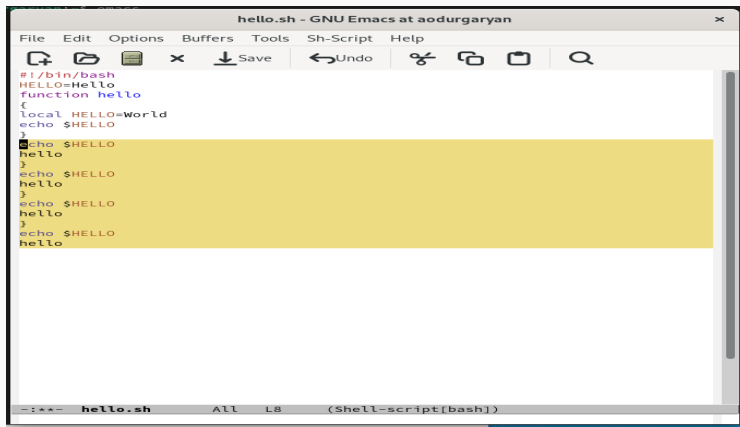 hello.sh - GNU Emacs at aodurgaryan
File Edit Options Buffers Tools Sh-Script Help
Save Undo
#!/bin/bash
HELLO=Hello
function hello
{
local HELLO=World
echo $HELLO
}
echo $HELLO
hello
}
echo $HELLO
hello
}
echo $HELLO
hello
}
echo $HELLO
hello
-:**- hello.sh All L8 (Shell-script[bash])